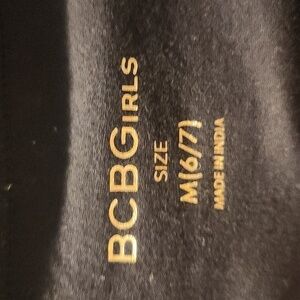 BCBGIRLS
SIZE
M(6/7)
MADE IN INDIA